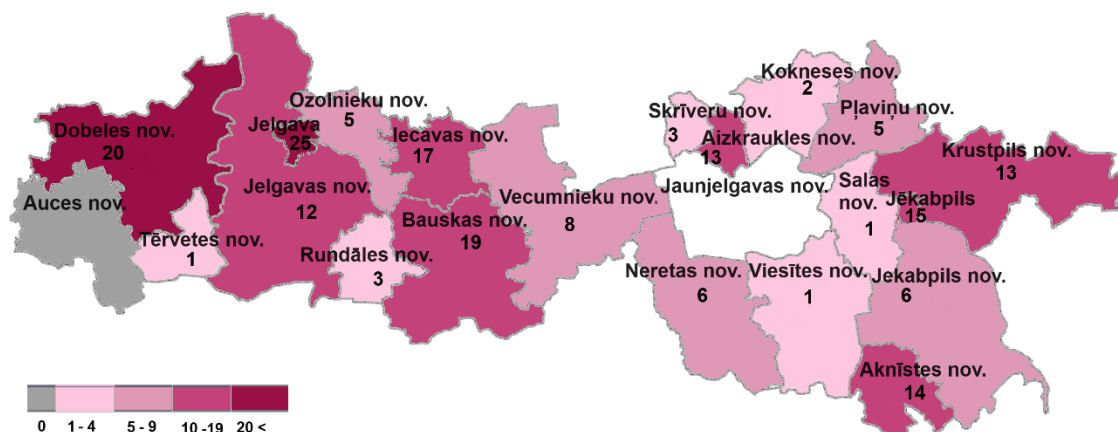 Kokneses nov.
2
Skrīveru nov.
3
Pļaviņu nov.
5
Ozolnieku nov.
5
Aizkraukles nov.
13
Dobeles nov.
20
Jelgava
25
Iecavas nov.
17
Krustpils nov.
13
Jelgavas nov.
12
Vecumnieku nov.
8
Jaunjelgavas nov.
Salas
nov.
1
Jēkabpils
15
Auces nov.
Bauskas nov.
19
Tērvetes nov.
1
Rundāles nov.
3
Neretas nov.
6
Viesītes nov.
1
Jekabpils nov.
6
Aknīstes nov.
14
0 1 - 4 5 - 9 10 -19 20 <